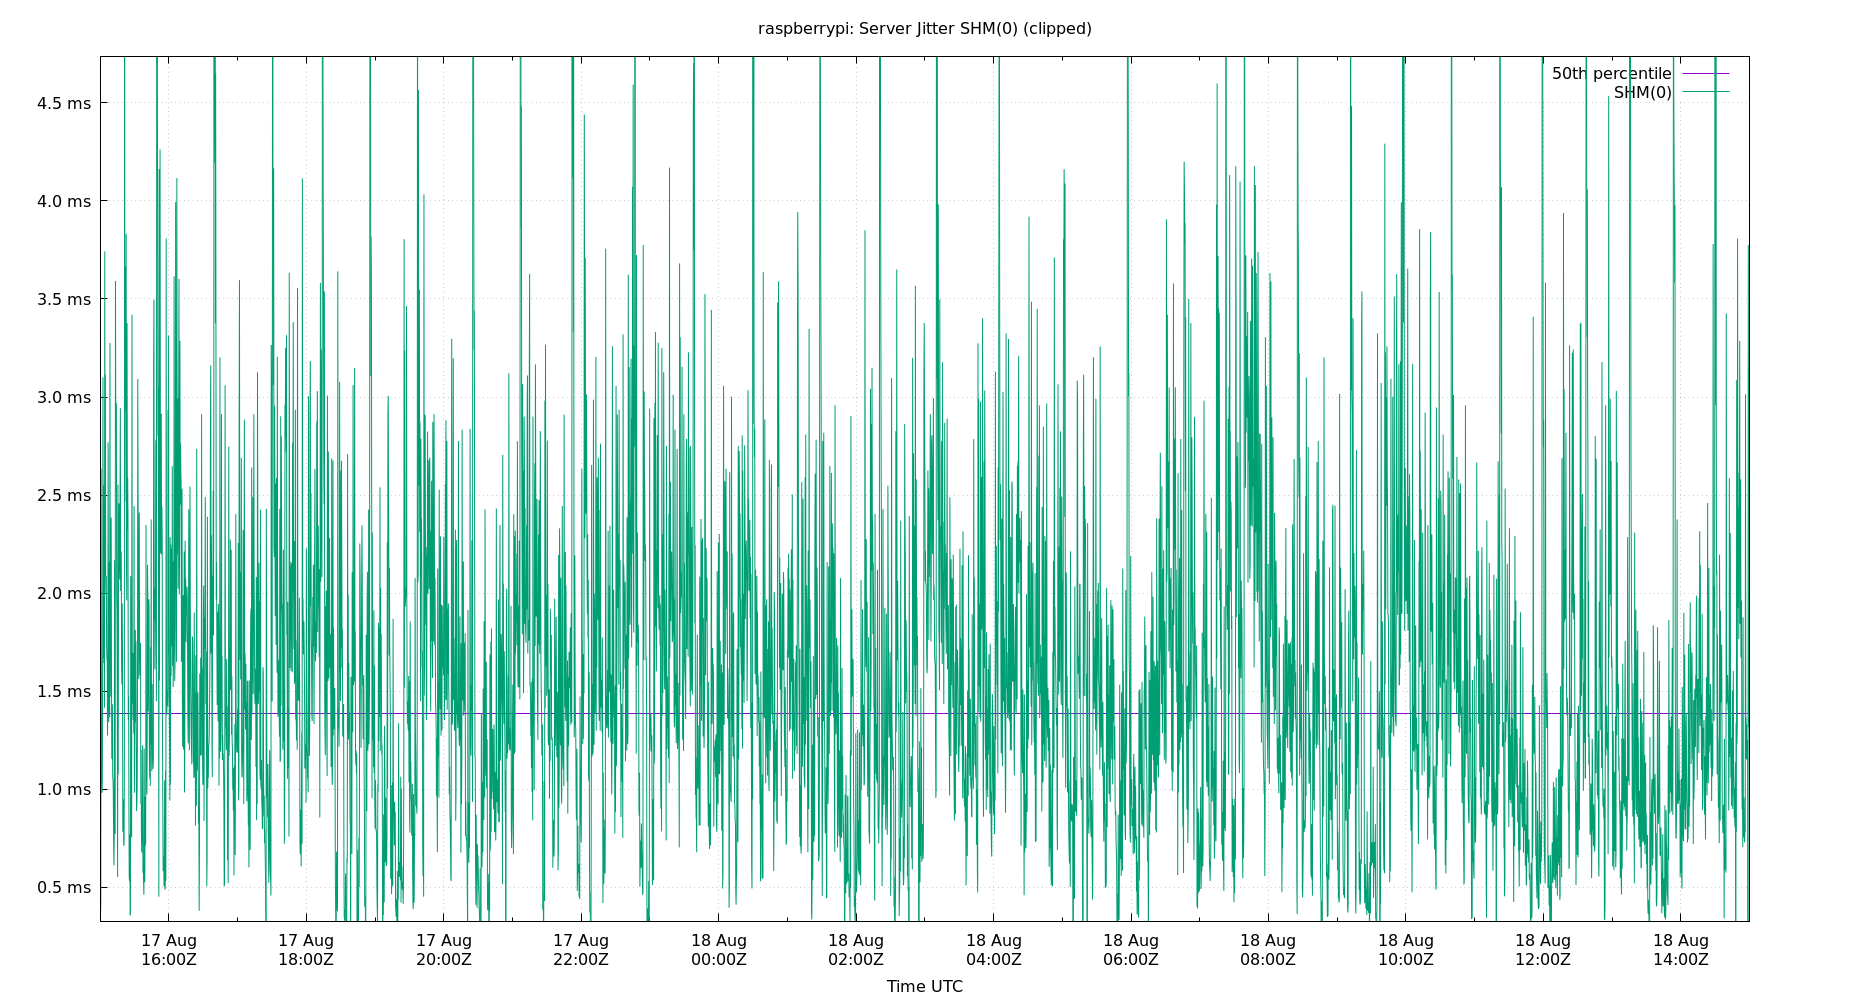 raspberrypi: Server Jitter SHM(0) (clipped)
50th percentile
SHM(0)
4.5 ms
4.0 ms
3.5 ms
3.0 ms
2.5 ms
2.0 ms
1.5 ms
1.0 ms
0.5 ms
17 Aug 17 Aug 17 Aug 17 Aug 18 Aug 18 Aug 18 Aug 18 Aug 18 Aug 18 Aug 18 Aug 18 Aug
16:00Z 18:00Z 20:00Z 22:00Z 00:00Z 02:00Z 04:00Z 06:00Z 08:00Z 10:00Z 12:00Z 14:00Z
Time UTC